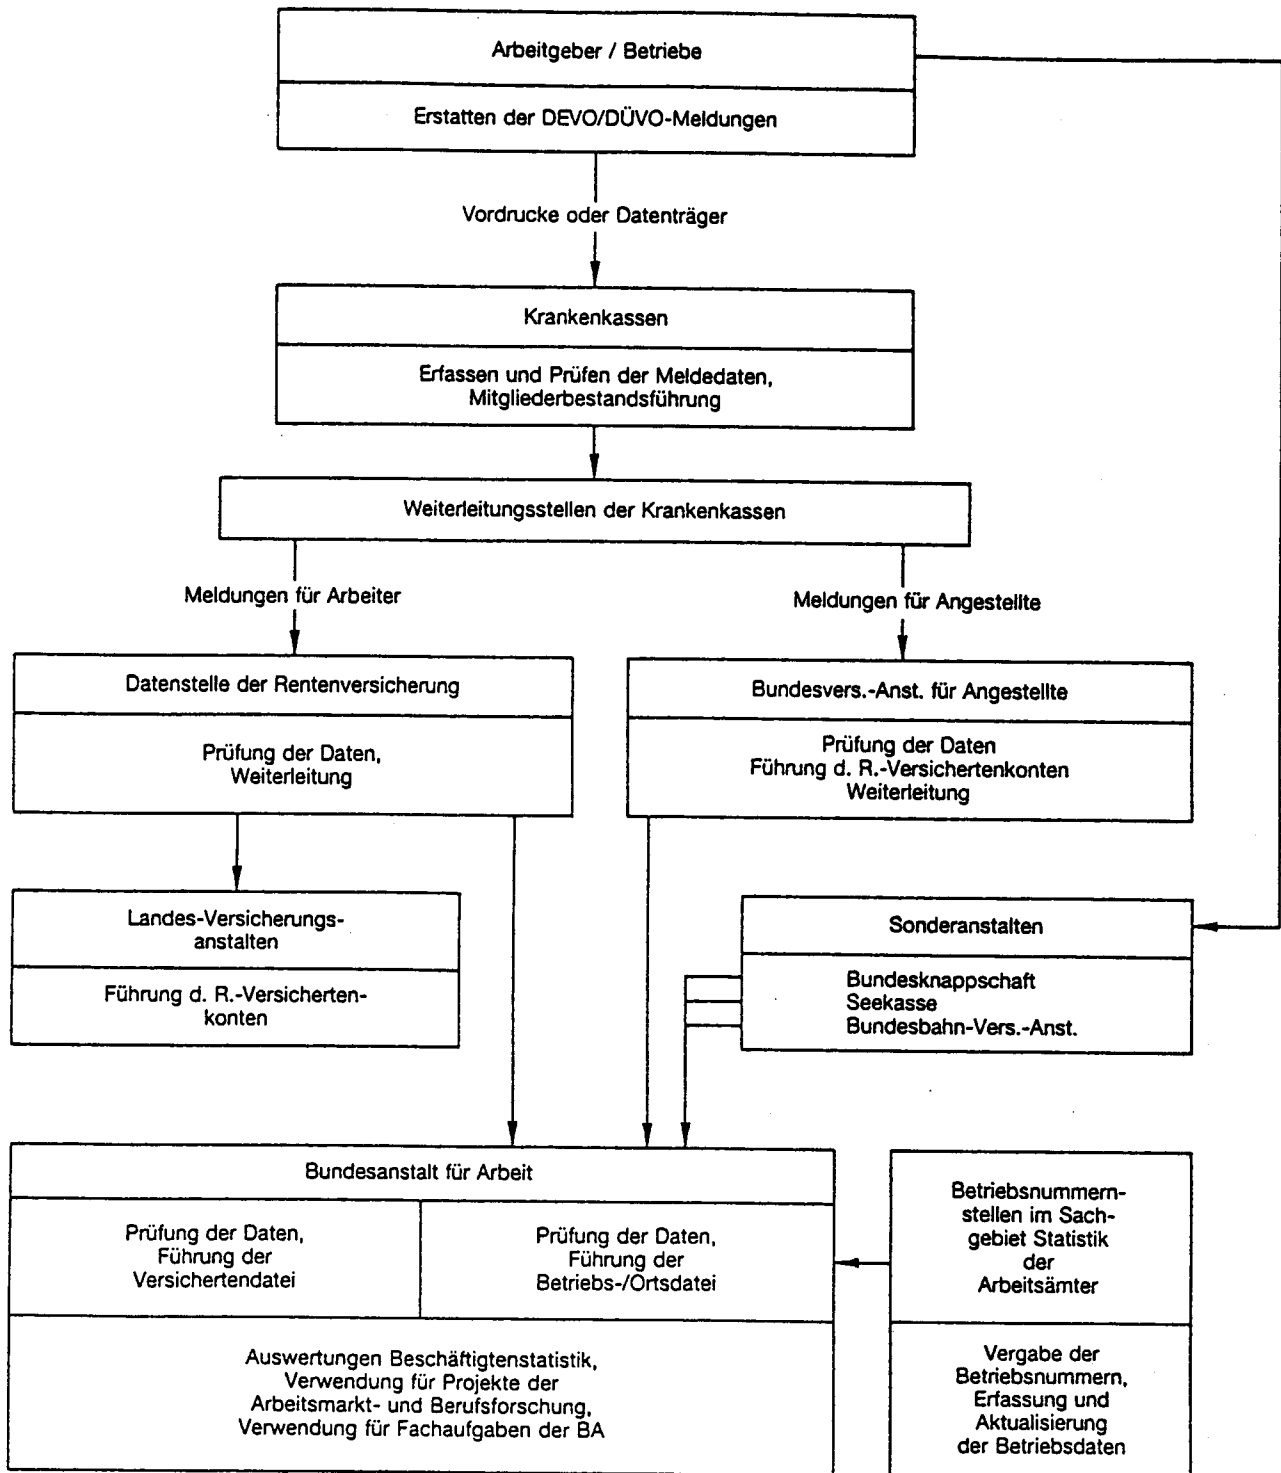 Arbeitgeber / Betriebe
Erstatten der DEVO/DÜVO-Meldungen
Vordrucke oder Datenträger
Krankenkassen
Erfassen und Prüfen der Meldedaten,
Mitgliederbestandsführung
Weiterleitungsstellen der Krankenkassen
Meldungen für Arbeiter
Meldungen für Angestellte
Datenstelle der Rentenversicherung
Prüfung der Daten,
Weiterleitung
Bundesvers.-Anst. für Angestellte
Prüfung der Daten
Führung d. R.-Versichertenkonten
Weiterleitung
Landes-Versicherungs-
anstalten
Führung d. R.-Versicherten-
konten
Sonderanstalten
Bundesknappschaft
Seekasse
Bundesbahn-Vers.-Anst.
Bundesanstalt für Arbeit
Prüfung der Daten,
Führung der
Versichertendatei
Prüfung der Daten,
Führung der
Betriebs-/Ortsdatei
Auswertungen Beschäftigtenstatistik,
Verwendung für Projekte der
Arbeitsmarkt- und Berufsforschung,
Verwendung für Fachaufgaben der BA
Betriebsnummern-
stellen im Sach-
gebiet Statistik
der
Arbeitsämter
Vergabe der
Betriebsnummern,
Erfassung und
Aktualisierung
der Betriebsdaten